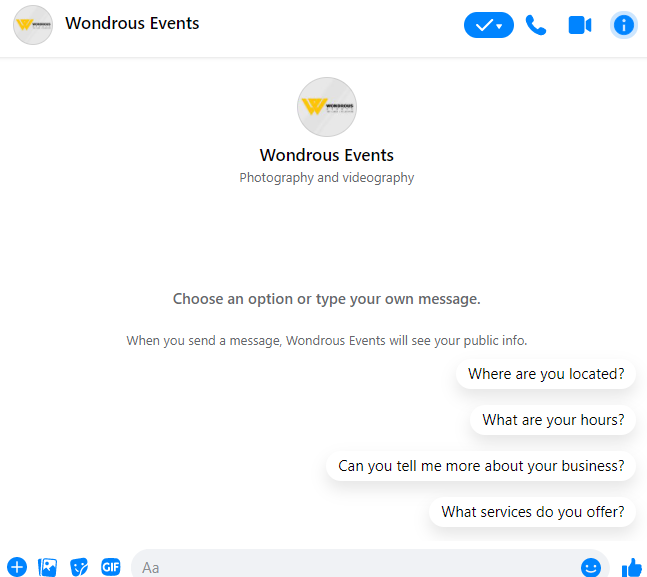 Wondrous Events
WONDROUS
Wondrous Events
Photography and videography
Choose an option or type your own message.
When you send a message, Wondrous Events will see your public info.
Where are you located?
What are your hours?
Can you tell me more about your business?
What services do you offer?
GIF
Aa